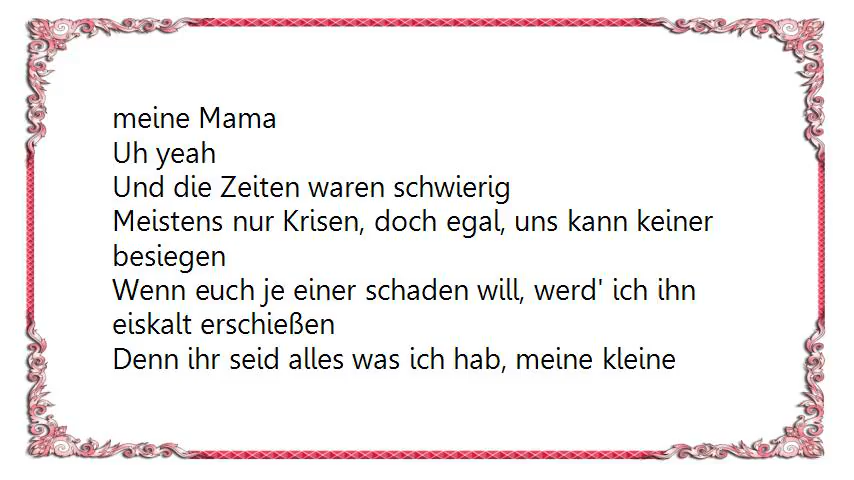 meine Mama
Uh yeah
Und die Zeiten waren schwierig
Meistens nur Krisen, doch egal, uns kann keiner
besiegen
Wenn euch je einer schaden will, werd' ich ihn
eiskalt erschießen
Denn ihr seid alles was ich hab, meine kleine